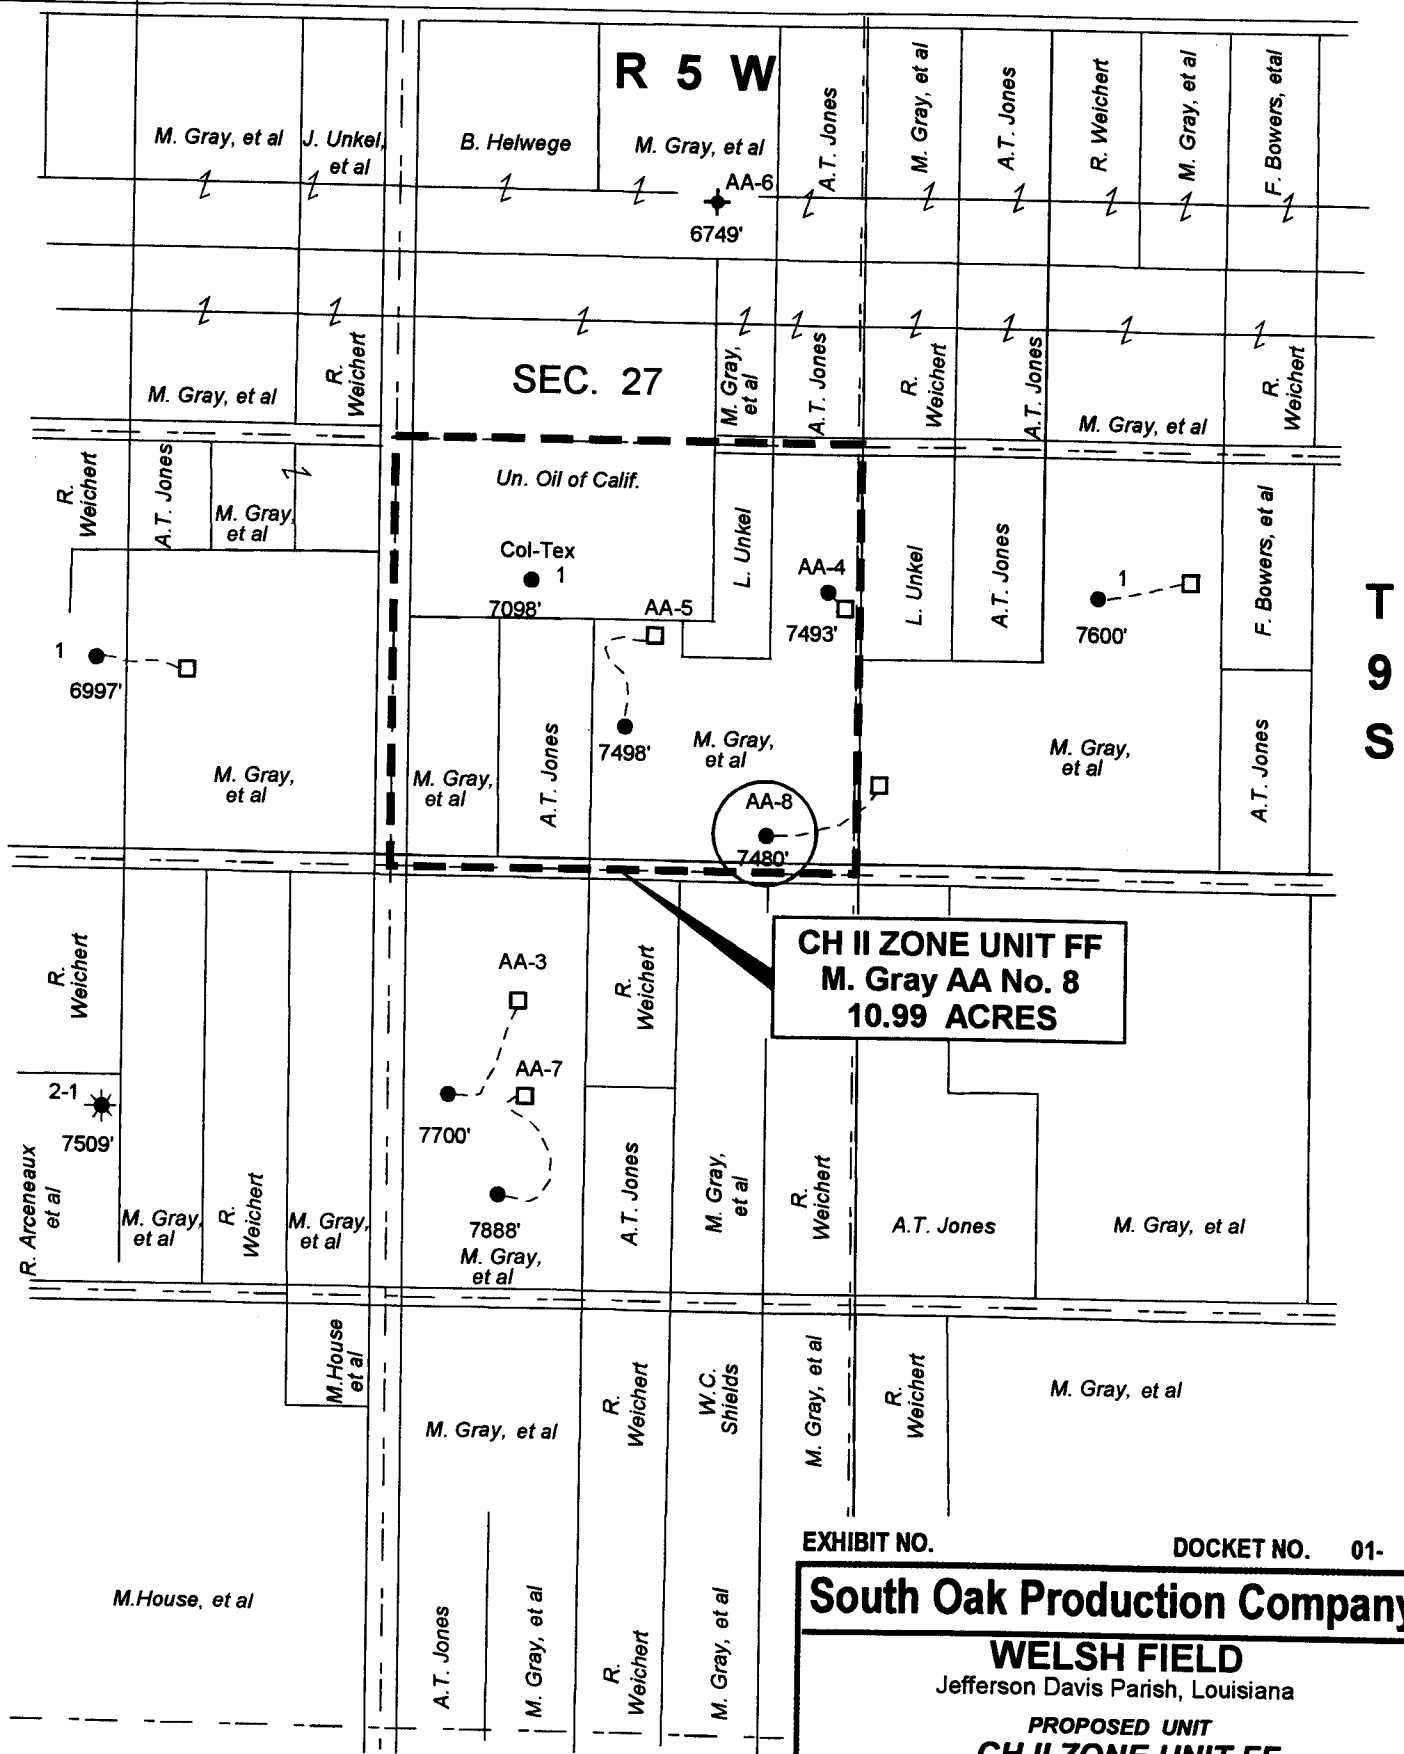 R 5 W
M. Gray, et al
J. Unkel,
et al
B. Helwege
M. Gray, et al
A.T. Jones
M. Gray, et al
A.T. Jones
R. Weichert
M. Gray, et al
F. Bowers, etal
AA-6
6749'
SEC. 27
M. Gray, et al
R.
Weichert
M. Gray,
et al
A.T. Jones
R.
Weichert
A.T. Jones
M. Gray, et al
R.
Weichert
R.
Weichert
A.T. Jones
M. Gray,
et al
Un. Oil of Calif.
L. Unkel
Col-Tex
1
7098'
AA-5
7498'
AA-4
7493'
L. Unkel
A.T. Jones
1
7600'
F. Bowers, et al
T
9
S
1
6997'
M. Gray,
et al
M. Gray,
et al
A.T. Jones
M. Gray,
et al
AA-8
7480'
M. Gray,
et al
A.T. Jones
CH II ZONE UNIT FF
M. Gray AA No. 8
10.99 ACRES
R.
Weichert
AA-3
R.
Weichert
2-1
7509'
AA-7
7700'
7888'
R. Arceneaux
et al
M. Gray,
et al
R.
Weichert
M. Gray,
et al
M. Gray,
et al
A.T. Jones
M. Gray,
et al
R.
Weichert
A.T. Jones
M. Gray, et al
M.House
et al
M. Gray, et al
R.
Weichert
W.C.
Shields
M. Gray, et al
R.
Weichert
M. Gray, et al
M.House, et al
A.T. Jones
M. Gray, et al
R.
Weichert
M. Gray, et al
EXHIBIT NO.
DOCKET NO. 01-
South Oak Production Company
WELSH FIELD
Jefferson Davis Parish, Louisiana
PROPOSED UNIT
CH II ZONE UNIT FF